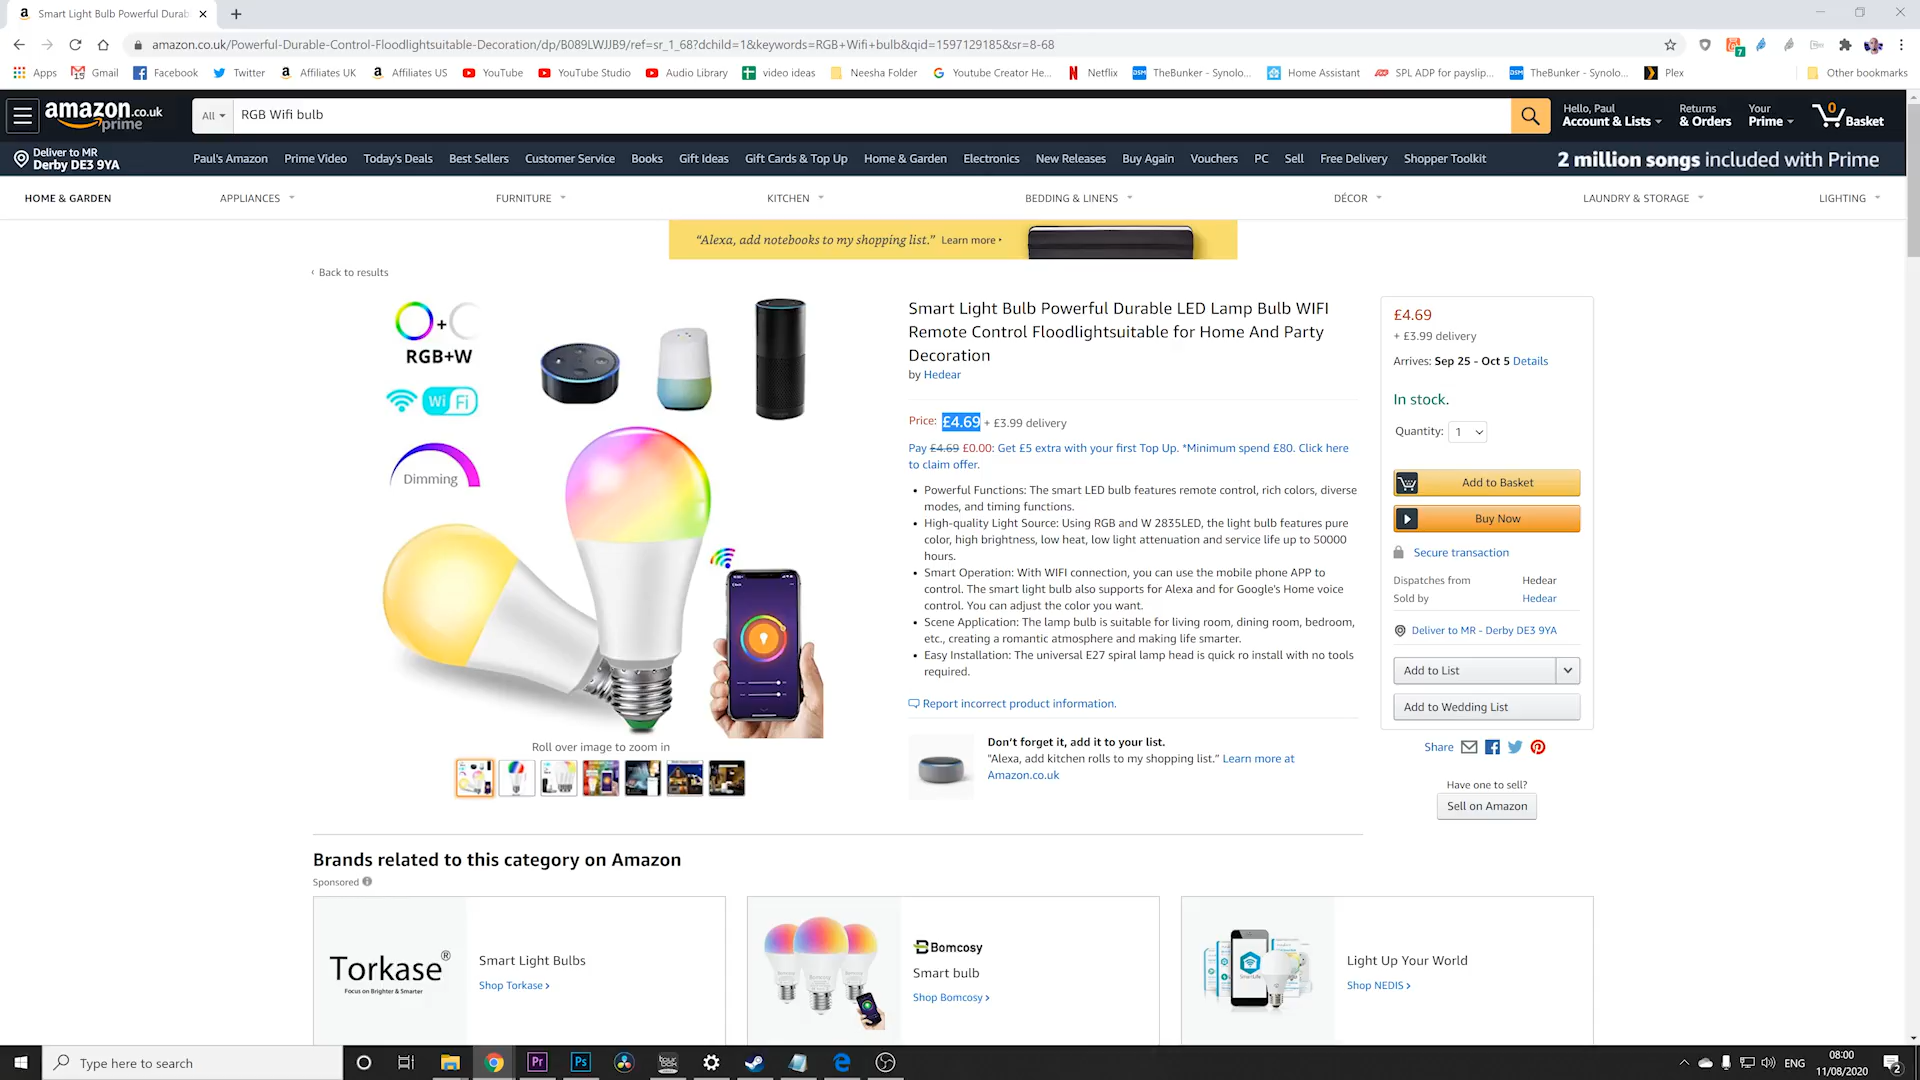 Smart Light Bulb Powerful Durab
amazon.co.uk/Powerful-Durable-Control-Floodlightsuitable-Decoration/dp/B089LWJJB9/ref=sr_1_68?dchild=1&keywords=RGB+Wifi+bulb&qid=1597129185&sr=8-68
Apps Gmail Facebook Twitter Affiliates UK Affiliates US YouTube YouTube Studio Audio Library video ideas Neesha Folder Youtube Creator He... Netflix TheBunker - Synolo... Home Assistant SPL ADP for payslip... TheBunker - Synolo... Plex Other bookmarks
amazon.co.uk
prime
All RGB Wifi bulb
Hello, Paul
Account & Lists
Returns
& Orders
Your
Prime
0
Basket
Deliver to MR
Derby DE3 9YA
Paul's Amazon Prime Video Today's Deals Best Sellers Customer Service Books Gift Ideas Gift Cards & Top Up Home & Garden Electronics New Releases Buy Again Vouchers PC Sell Free Delivery Shopper Toolkit
2 million songs included with Prime
HOME & GARDEN APPLIANCES FURNITURE KITCHEN BEDDING & LINENS DÉCOR LAUNDRY & STORAGE LIGHTING
“Alexa, add notebooks to my shopping list.” Learn more ▸
‹ Back to results
+
RGB+W
Wi Fi
Dimming
Roll over image to zoom in
Smart Light Bulb Powerful Durable LED Lamp Bulb WIFI
Remote Control Floodlightsuitable for Home And Party
Decoration
by Hedear
Price: £4.69 + £3.99 delivery
Pay £4.69 £0.00: Get £5 extra with your first Top Up. *Minimum spend £80. Click here
to claim offer.
• Powerful Functions: The smart LED bulb features remote control, rich colors, diverse
modes, and timing functions.
• High-quality Light Source: Using RGB and W 2835LED, the light bulb features pure
color, high brightness, low heat, low light attenuation and service life up to 50000
hours.
• Smart Operation: With WIFI connection, you can use the mobile phone APP to
control. The smart light bulb also supports for Alexa and for Google's Home voice
control. You can adjust the color you want.
• Scene Application: The lamp bulb is suitable for living room, dining room, bedroom,
etc., creating a romantic atmosphere and making life smarter.
• Easy Installation: The universal E27 spiral lamp head is quick ro install with no tools
required.
Report incorrect product information.
Don’t forget it, add it to your list.
"Alexa, add kitchen rolls to my shopping list." Learn more at
Amazon.co.uk
£4.69
+ £3.99 delivery
Arrives: Sep 25 - Oct 5 Details
In stock.
Quantity: 1
Add to Basket
Buy Now
Secure transaction
Dispatches from Hedear
Sold by Hedear
Deliver to MR - Derby DE3 9YA
Add to List
Add to Wedding List
Share
Have one to sell?
Sell on Amazon
Brands related to this category on Amazon
Sponsored
Torkase®
Focus on Brighter & Smarter
Smart Light Bulbs
Shop Torkase ›
Bomcosy
Smart bulb
Shop Bomcosy ›
Light Up Your World
Shop NEDIS ›
Type here to search
Pr
Ps
ENG
08:00
11/08/2020
2